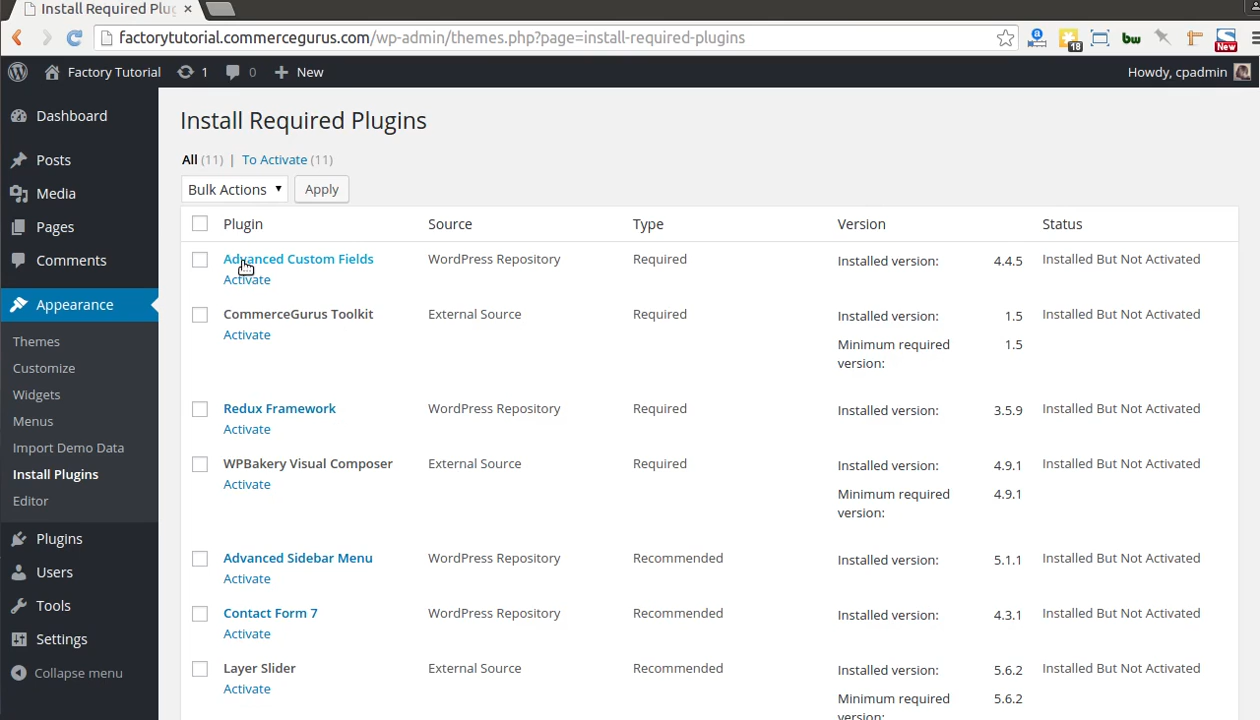 Install Required Plug
factorytutorial.commercegurus.com/wp-admin/themes.php?page=install-required-plugins
18
bw
New
Factory Tutorial 1 0 New
Howdy, cpadmin
Dashboard
Posts
Media
Pages
Comments
Appearance
Themes
Customize
Widgets
Menus
Import Demo Data
Install Plugins
Editor
Plugins
Users
Tools
Settings
Collapse menu
Install Required Plugins
All (11) | To Activate (11)
Bulk Actions Apply
Plugin Source Type Version Status
Advanced Custom Fields WordPress Repository Required Installed version: 4.4.5 Installed But Not Activated
Activate
CommerceGurus Toolkit External Source Required Installed version: 1.5 Installed But Not Activated
Activate
Minimum required 1.5
version:
Redux Framework WordPress Repository Required Installed version: 3.5.9 Installed But Not Activated
Activate
WPBakery Visual Composer External Source Required Installed version: 4.9.1 Installed But Not Activated
Activate
Minimum required 4.9.1
version:
Advanced Sidebar Menu WordPress Repository Recommended Installed version: 5.1.1 Installed But Not Activated
Activate
Contact Form 7 WordPress Repository Recommended Installed version: 4.3.1 Installed But Not Activated
Activate
Layer Slider External Source Recommended Installed version: 5.6.2 Installed But Not Activated
Activate
Minimum required 5.6.2
version: